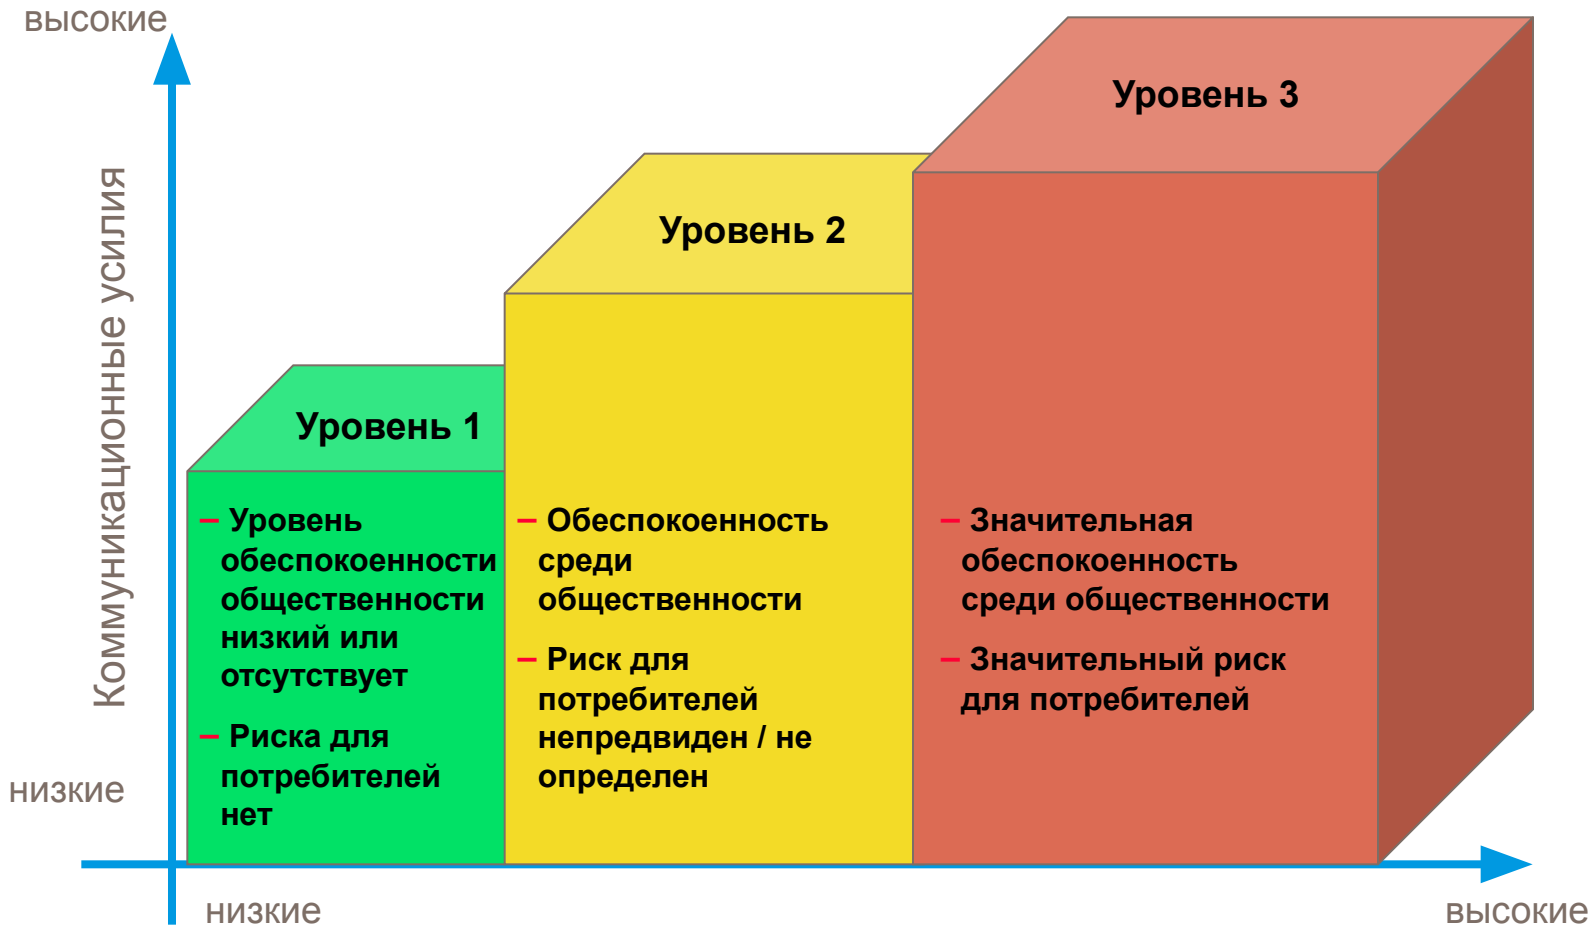 высокие
Уровень 3
Уровень 2
Коммуникационные усилия
Уровень 1
– Уровень
обеспокоенности
общественности
низкий или
отсутствует
– Риска для
потребителей
нет
– Обеспокоенность
среди
общественности
– Риск для
потребителей
непредвиден / не
определен
– Значительная
обеспокоенность
среди общественности
– Значительный риск
для потребителей
низкие
низкие
высокие